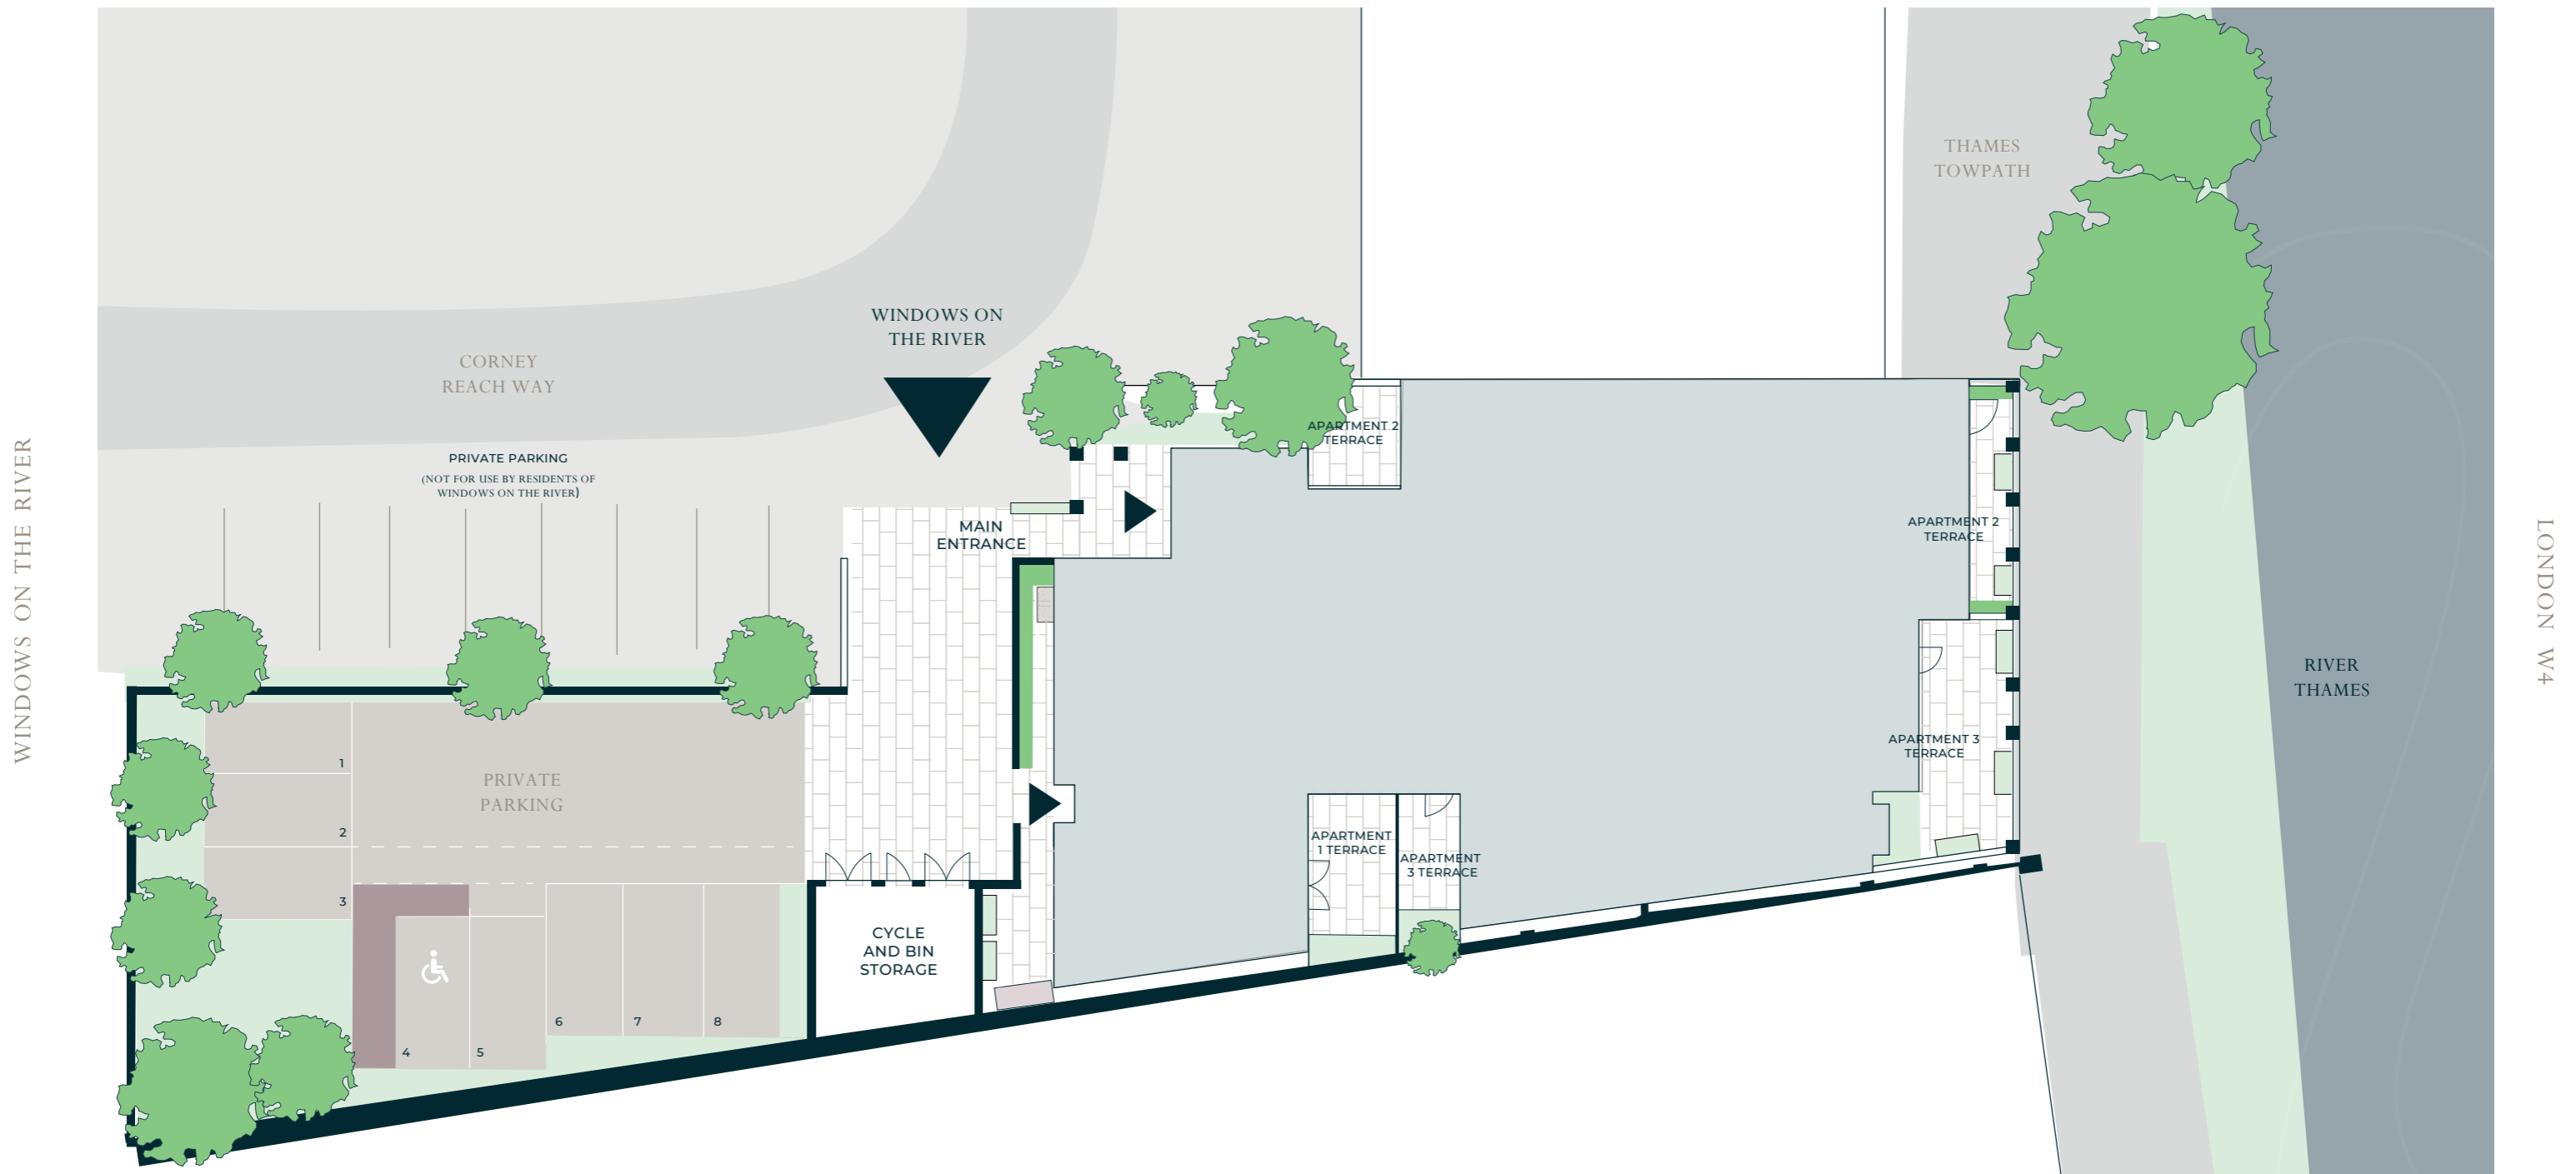 WINDOWS ON THE RIVER
THAMES
TOWPATH
WINDOWS ON
THE RIVER
CORNEY
REACH WAY
PRIVATE PARKING
(NOT FOR USE BY RESIDENTS OF
WINDOWS ON THE RIVER)
APARTMENT 2
TERRACE
MAIN
ENTRANCE
APARTMENT 2
TERRACE
LONDON W4
RIVER
THAMES
APARTMENT 3
TERRACE
PRIVATE
PARKING
1
2
3
APARTMENT
1 TERRACE
APARTMENT
3 TERRACE
CYCLE
AND BIN
STORAGE
4
5
6
7
8